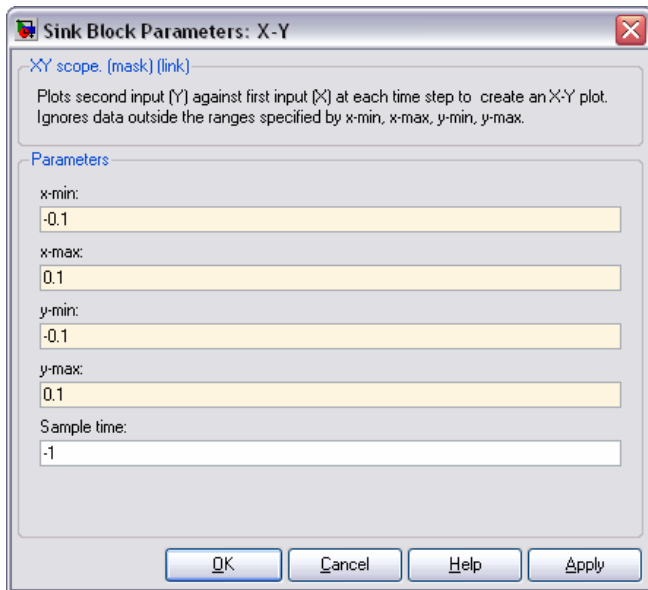 Sink Block Parameters: X-Y
XY scope. (mask) (link)
Plots second input (Y) against first input (X) at each time step to create an X-Y plot.
Ignores data outside the ranges specified by x-min, x-max, y-min, y-max.
Parameters
x-min:
-0.1
x-max:
0.1
y-min:
-0.1
y-max:
0.1
Sample time:
-1
OK Cancel Help Apply